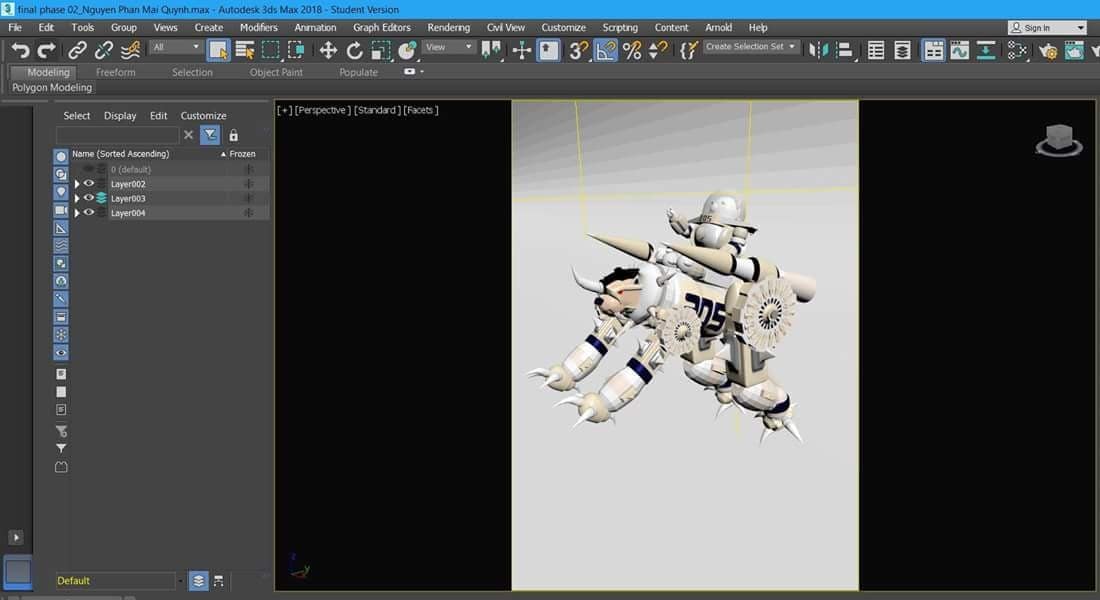 final phase 02_Nguyen Phan Mai Quynh.max - Autodesk 3ds Max 2018 - Student Version
File Edit Tools Group Views Create Modifiers Animation Graph Editors Rendering Civil View Customize Scripting Content Arnold Help Sign In
All View Create Selection Set
Modeling Freeform Selection Object Paint Populate
Polygon Modeling
[+] [Perspective ] [Standard ] [Facets ]
Select Display Edit Customize
Name (Sorted Ascending) Frozen
0 (default)
Layer002
Layer003
Layer004
205
205
z
y
Default